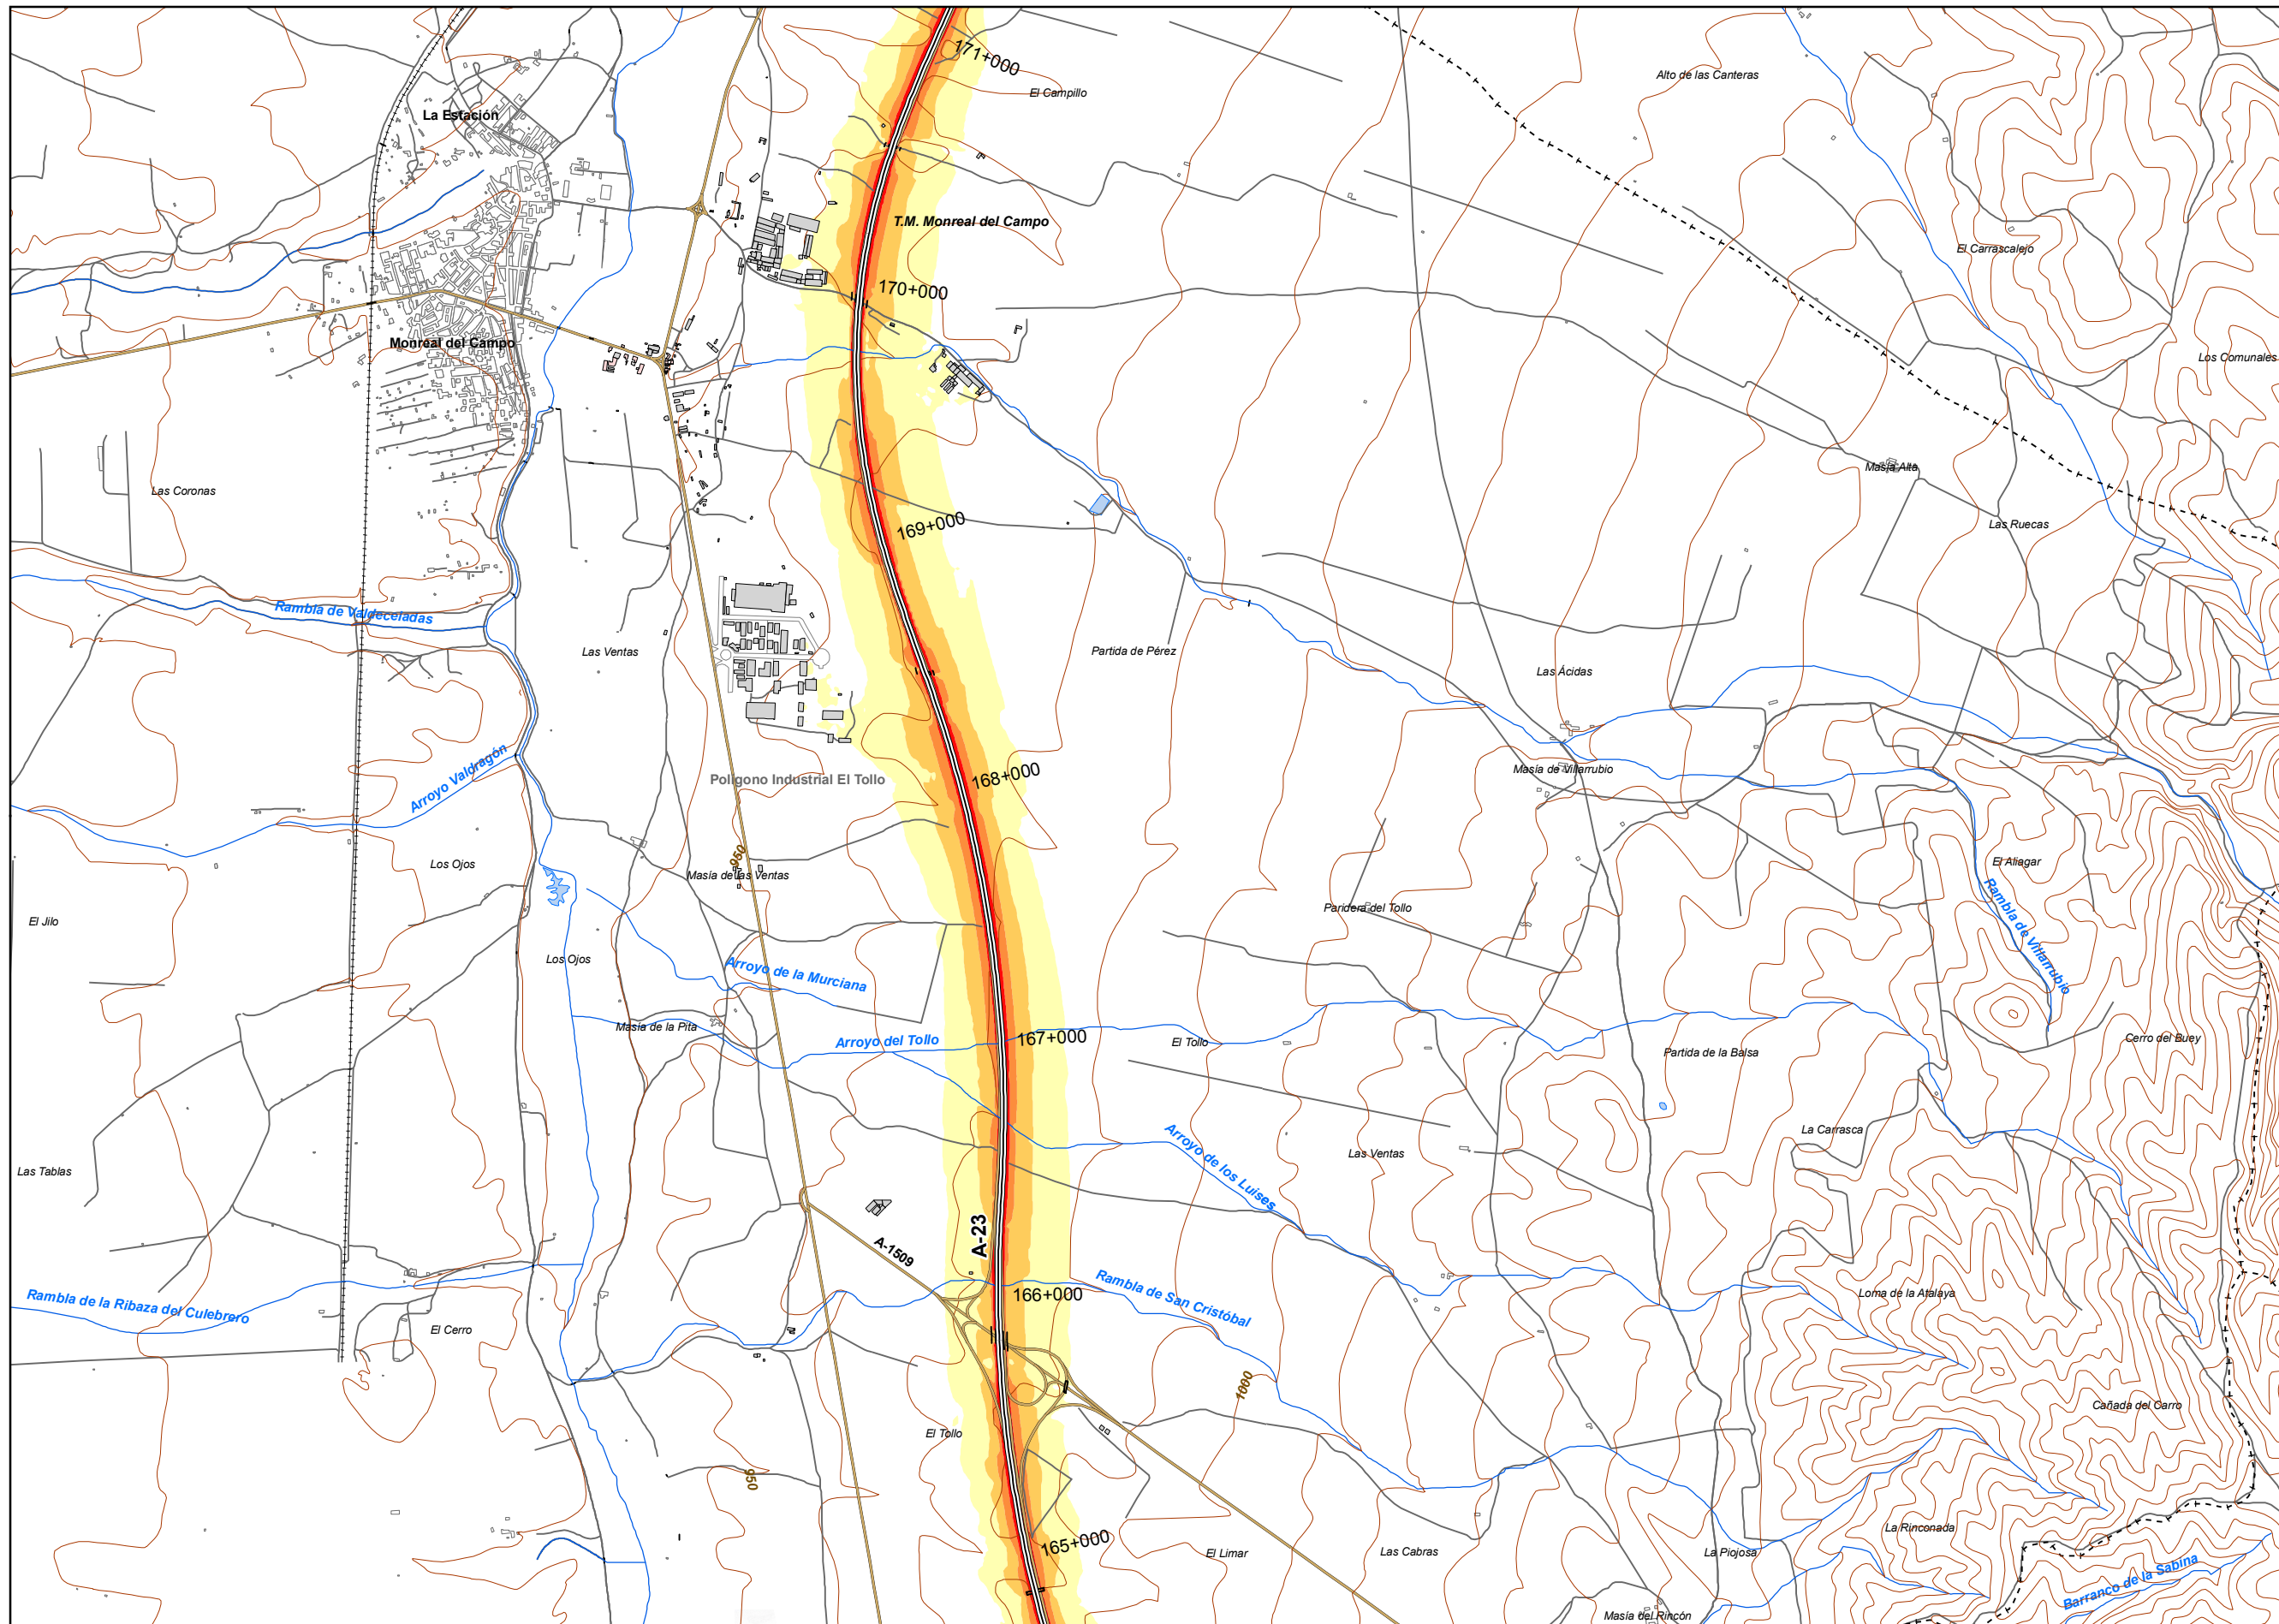 171+000
El Campillo
Alto de las Canteras
La Estación
T.M. Monreal del Campo
El Carrascalejo
170+000
Monreal del Campo
Los Comunales
Masía Alta
Las Coronas
169+000
Las Ruecas
Rambla de Valdeceladas
Las Ventas
Partida de Pérez
Las Ácidas
Arroyo Valdragón
Polígono Industrial El Tollo
168+000
Masía de Villarrubio
950
Los Ojos
Masía de las Ventas
El Aliagar
Rambla de Villarrubio
El Jilo
Paridera del Tollo
Los Ojos
Arroyo de la Murciana
Masía de la Pita
Arroyo del Tollo
167+000
El Tollo
Partida de la Balsa
Cerro del Buey
La Carrasca
Arroyo de los Luises
Las Ventas
Las Tablas
A-23
A-1509
Rambla de San Cristóbal
166+000
Loma de la Atalaya
Rambla de la Ribaza del Culebrero
El Cerro
1000
Cañada del Carro
El Tollo
950
165+000
El Limar
Las Cabras
La Rinconada
La Piojosa
Barranco de la Sabina
Masía del Rincón